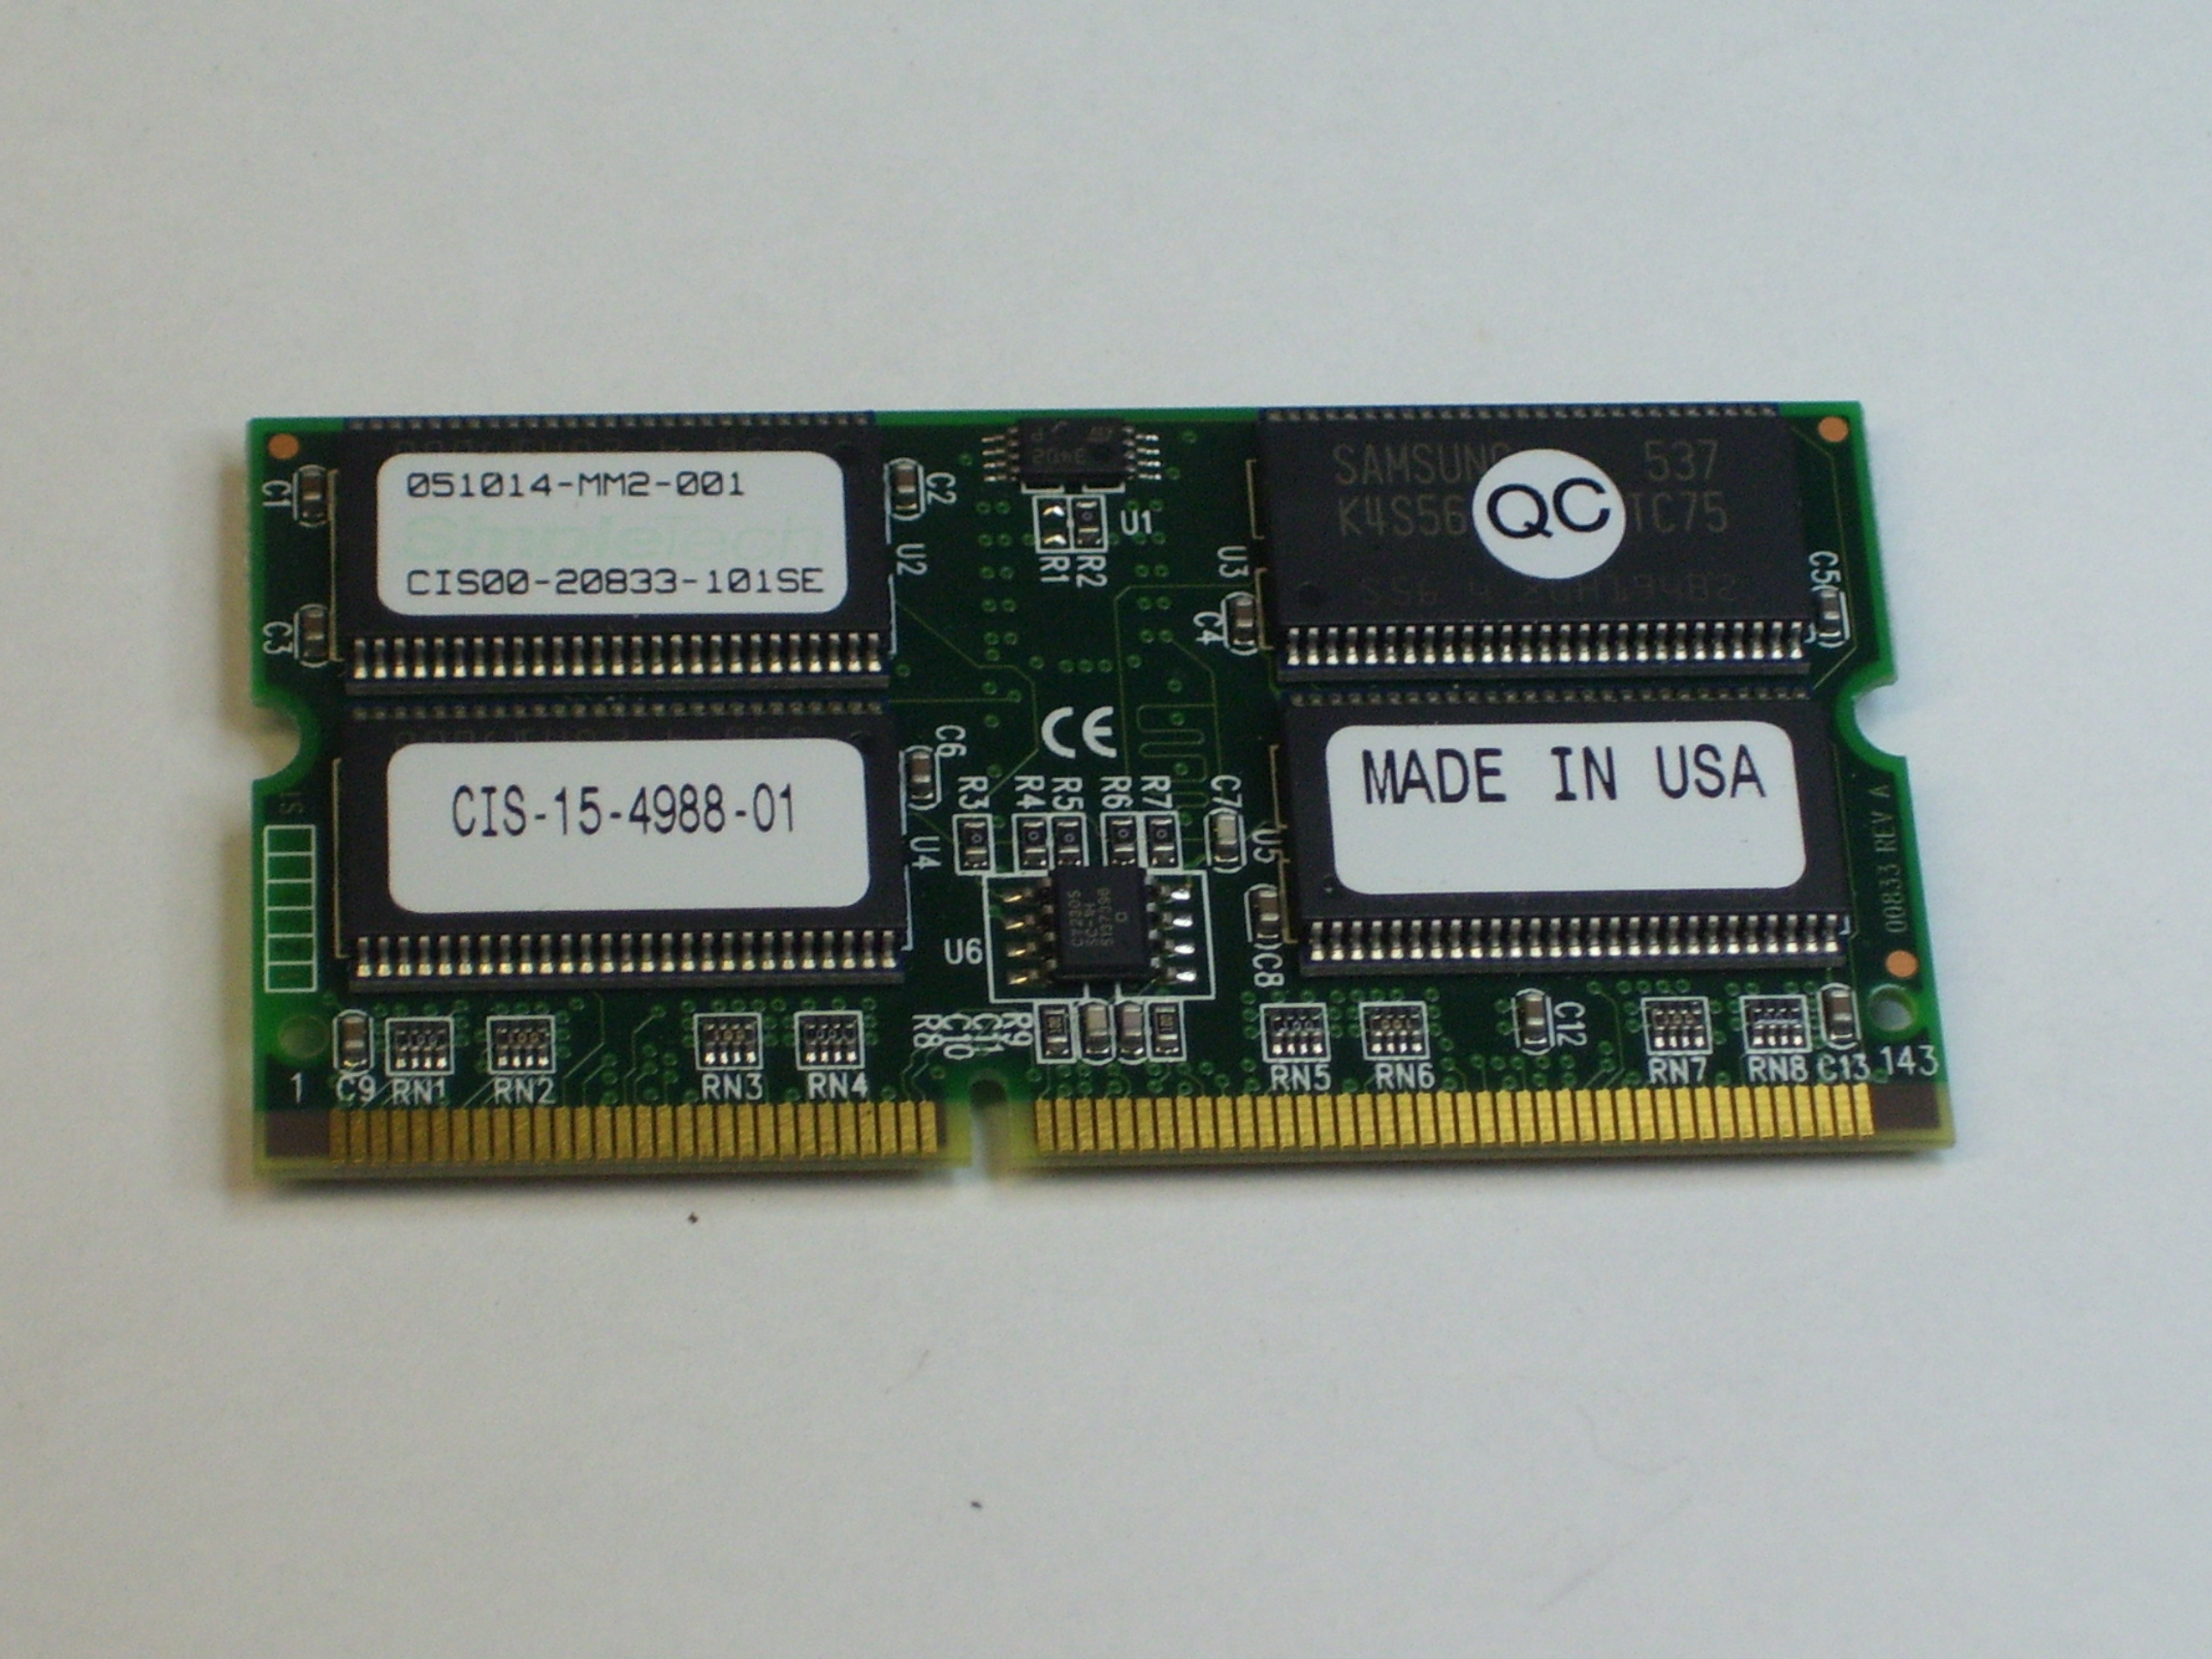 051014-MM2-001
SimpleTech
CIS00-20833-101SE
SAMSUNG 537
K4S56 TC75
QC
C1
C2
C3
U2
U1
R1
R2
U3
C4
C5
CE
CIS-15-4988-01
MADE IN USA
C6
R3
R4
R5
R6
R7
C7
U4
U5
U6
C8
00833 REV A
R8
C10
C11
R9
C12
1
C9
RN1
RN2
RN3
RN4
RN5
RN6
RN7
RN8
C13
143